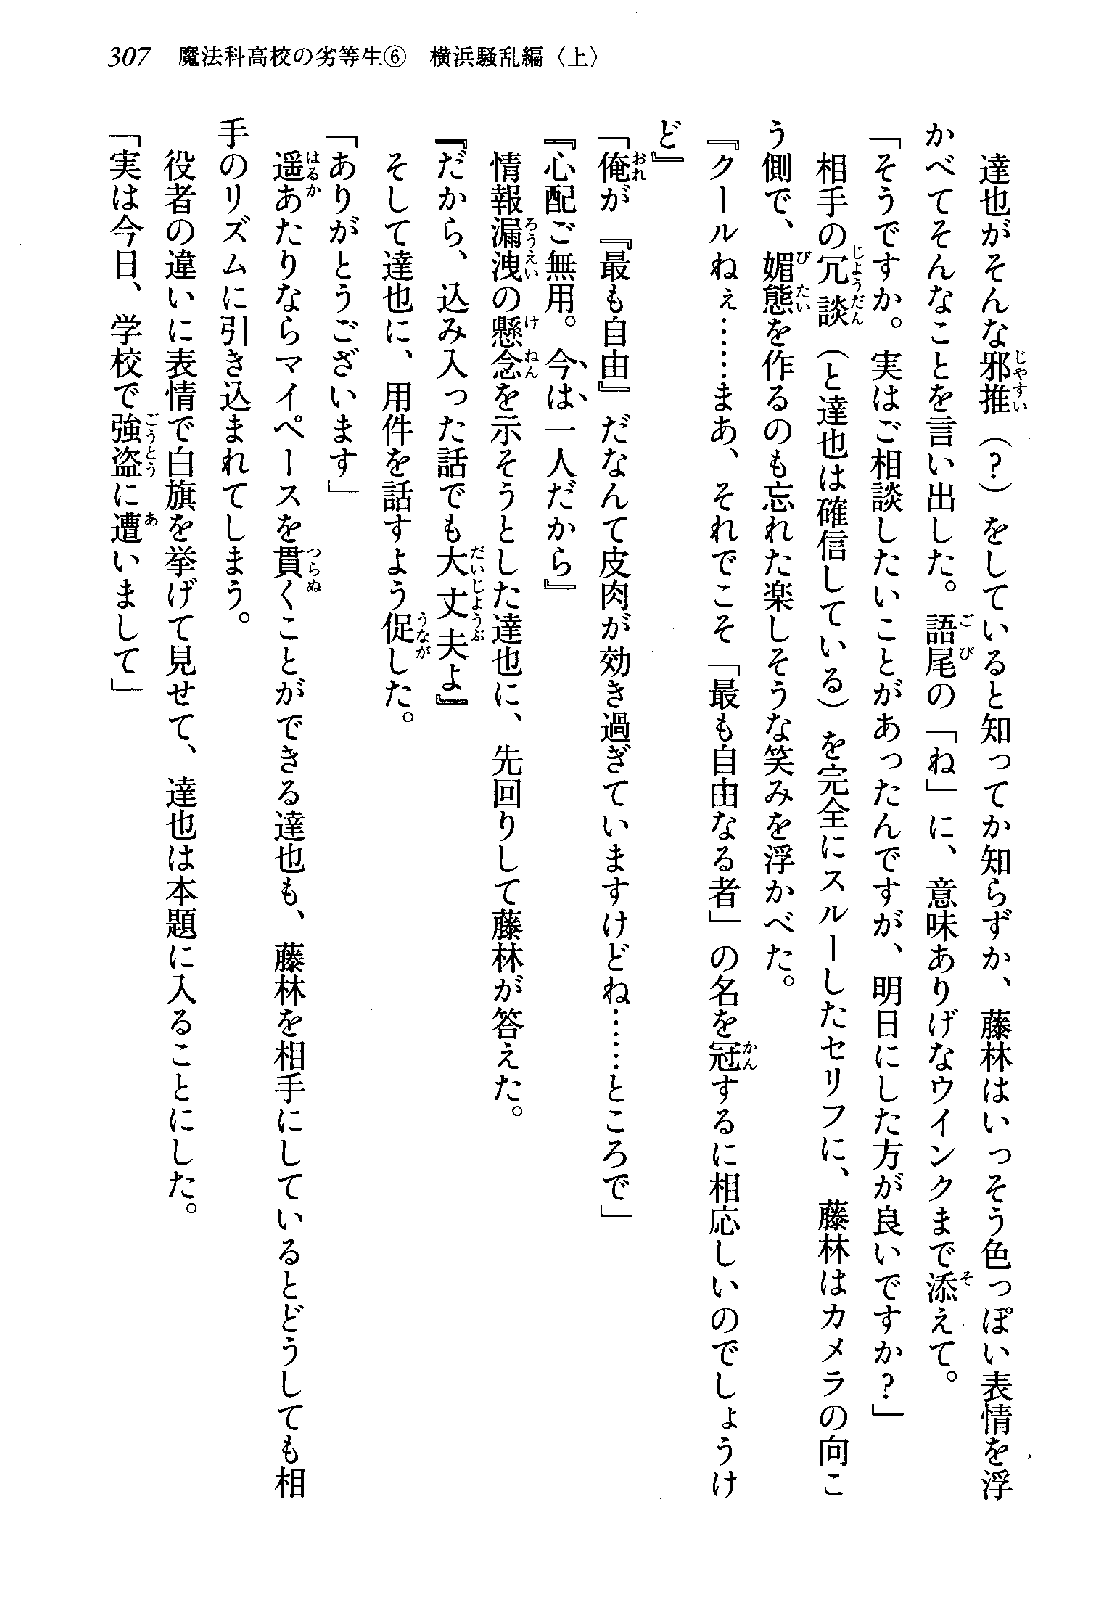 307 魔法科高校の劣等生⑥ 横浜騒乱編〈上〉
達也がそんな邪推（？）をしていると知ってか知らずか、藤林はいっそう色っぽい表情を浮
かべてそんなことを言い出した。語尾の「ね」に、意味ありげなウインクまで添えて。
「そうですか。実はご相談したいことがあったんですが、明日にした方が良いですか？」
相手の冗談（と達也は確信している）を完全にスルーしたセリフに、藤林はカメラの向こ
う側で、媚態を作るのも忘れた楽しそうな笑みを浮かべた。
『クールねぇ……まあ、それでこそ「最も自由なる者」の名を冠するに相応しいのでしょうけ
ど』
「俺が『最も自由』だなんて皮肉が効き過ぎていますけどね……ところで」
『心配ご無用。今は、一人だから』
情報漏洩の懸念を示そうとした達也に、先回りして藤林が答えた。
『だから、込み入った話でも大丈夫よ』
そして達也に、用件を話すよう促した。
「ありがとうございます」
遥あたりならマイペースを貫くことができる達也も、藤林を相手にしているとどうしても相
手のリズムに引き込まれてしまう。
役者の違いに表情で白旗を挙げて見せて、達也は本題に入ることにした。
「実は今日、学校で強盗に遭いまして」